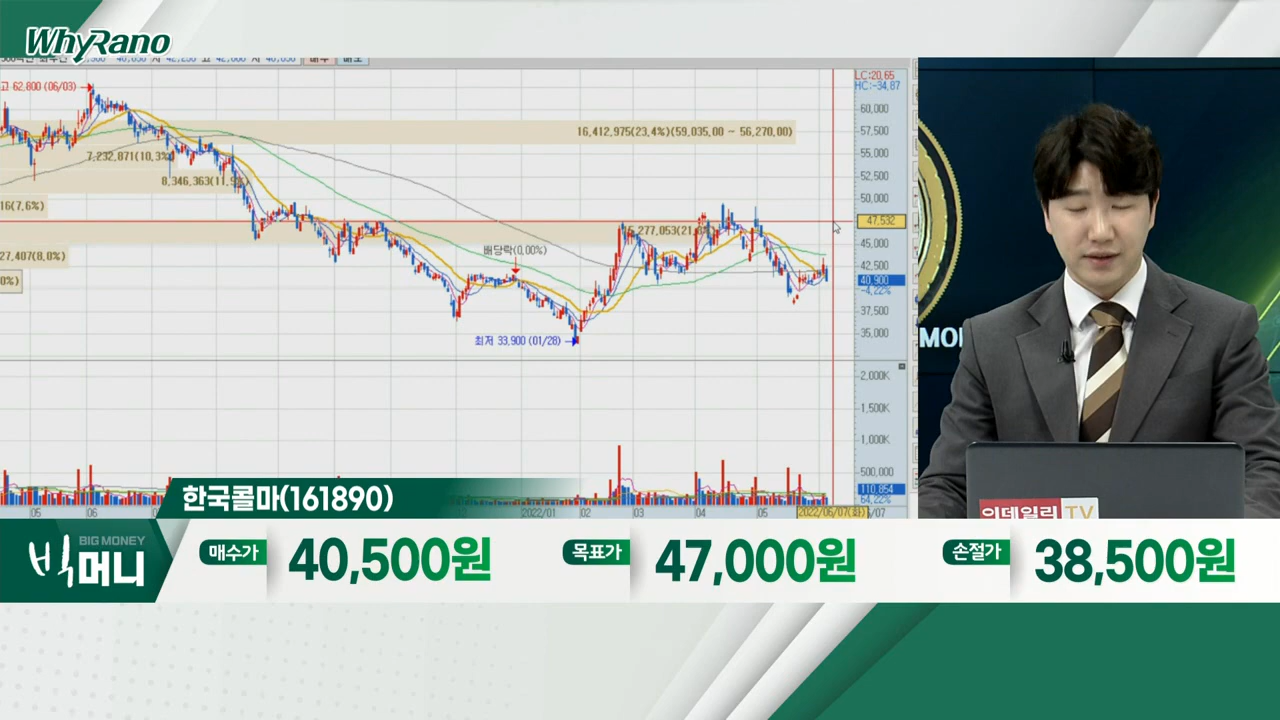 WhyRano
고 62,800 (06/03)
LC:20,65
HC:-34,87
60,000
57,500
55,000
52,500
50,000
47,532
45,000
42,500
40,900
-4,22%
37,500
35,000
16,412,975(23,4%)(59,035,00 ~ 56,270,00)
7,232,871(10,3%)
8,346,363(11,9%)
16(7,6%)
27,407(8,0%)
0%)
배당락(0,00%)
최저 33,900 (01/28)
2,000K
1,500K
1,000K
500,000
110,854
64,22%
05
06
2022/01
02
03
04
05
2022/06/07(화)
/07
MO
이데일리 TV
한국콜마(161890)
BIG MONEY
빅머니
매수가
40,500원
목표가
47,000원
손절가
38,500원